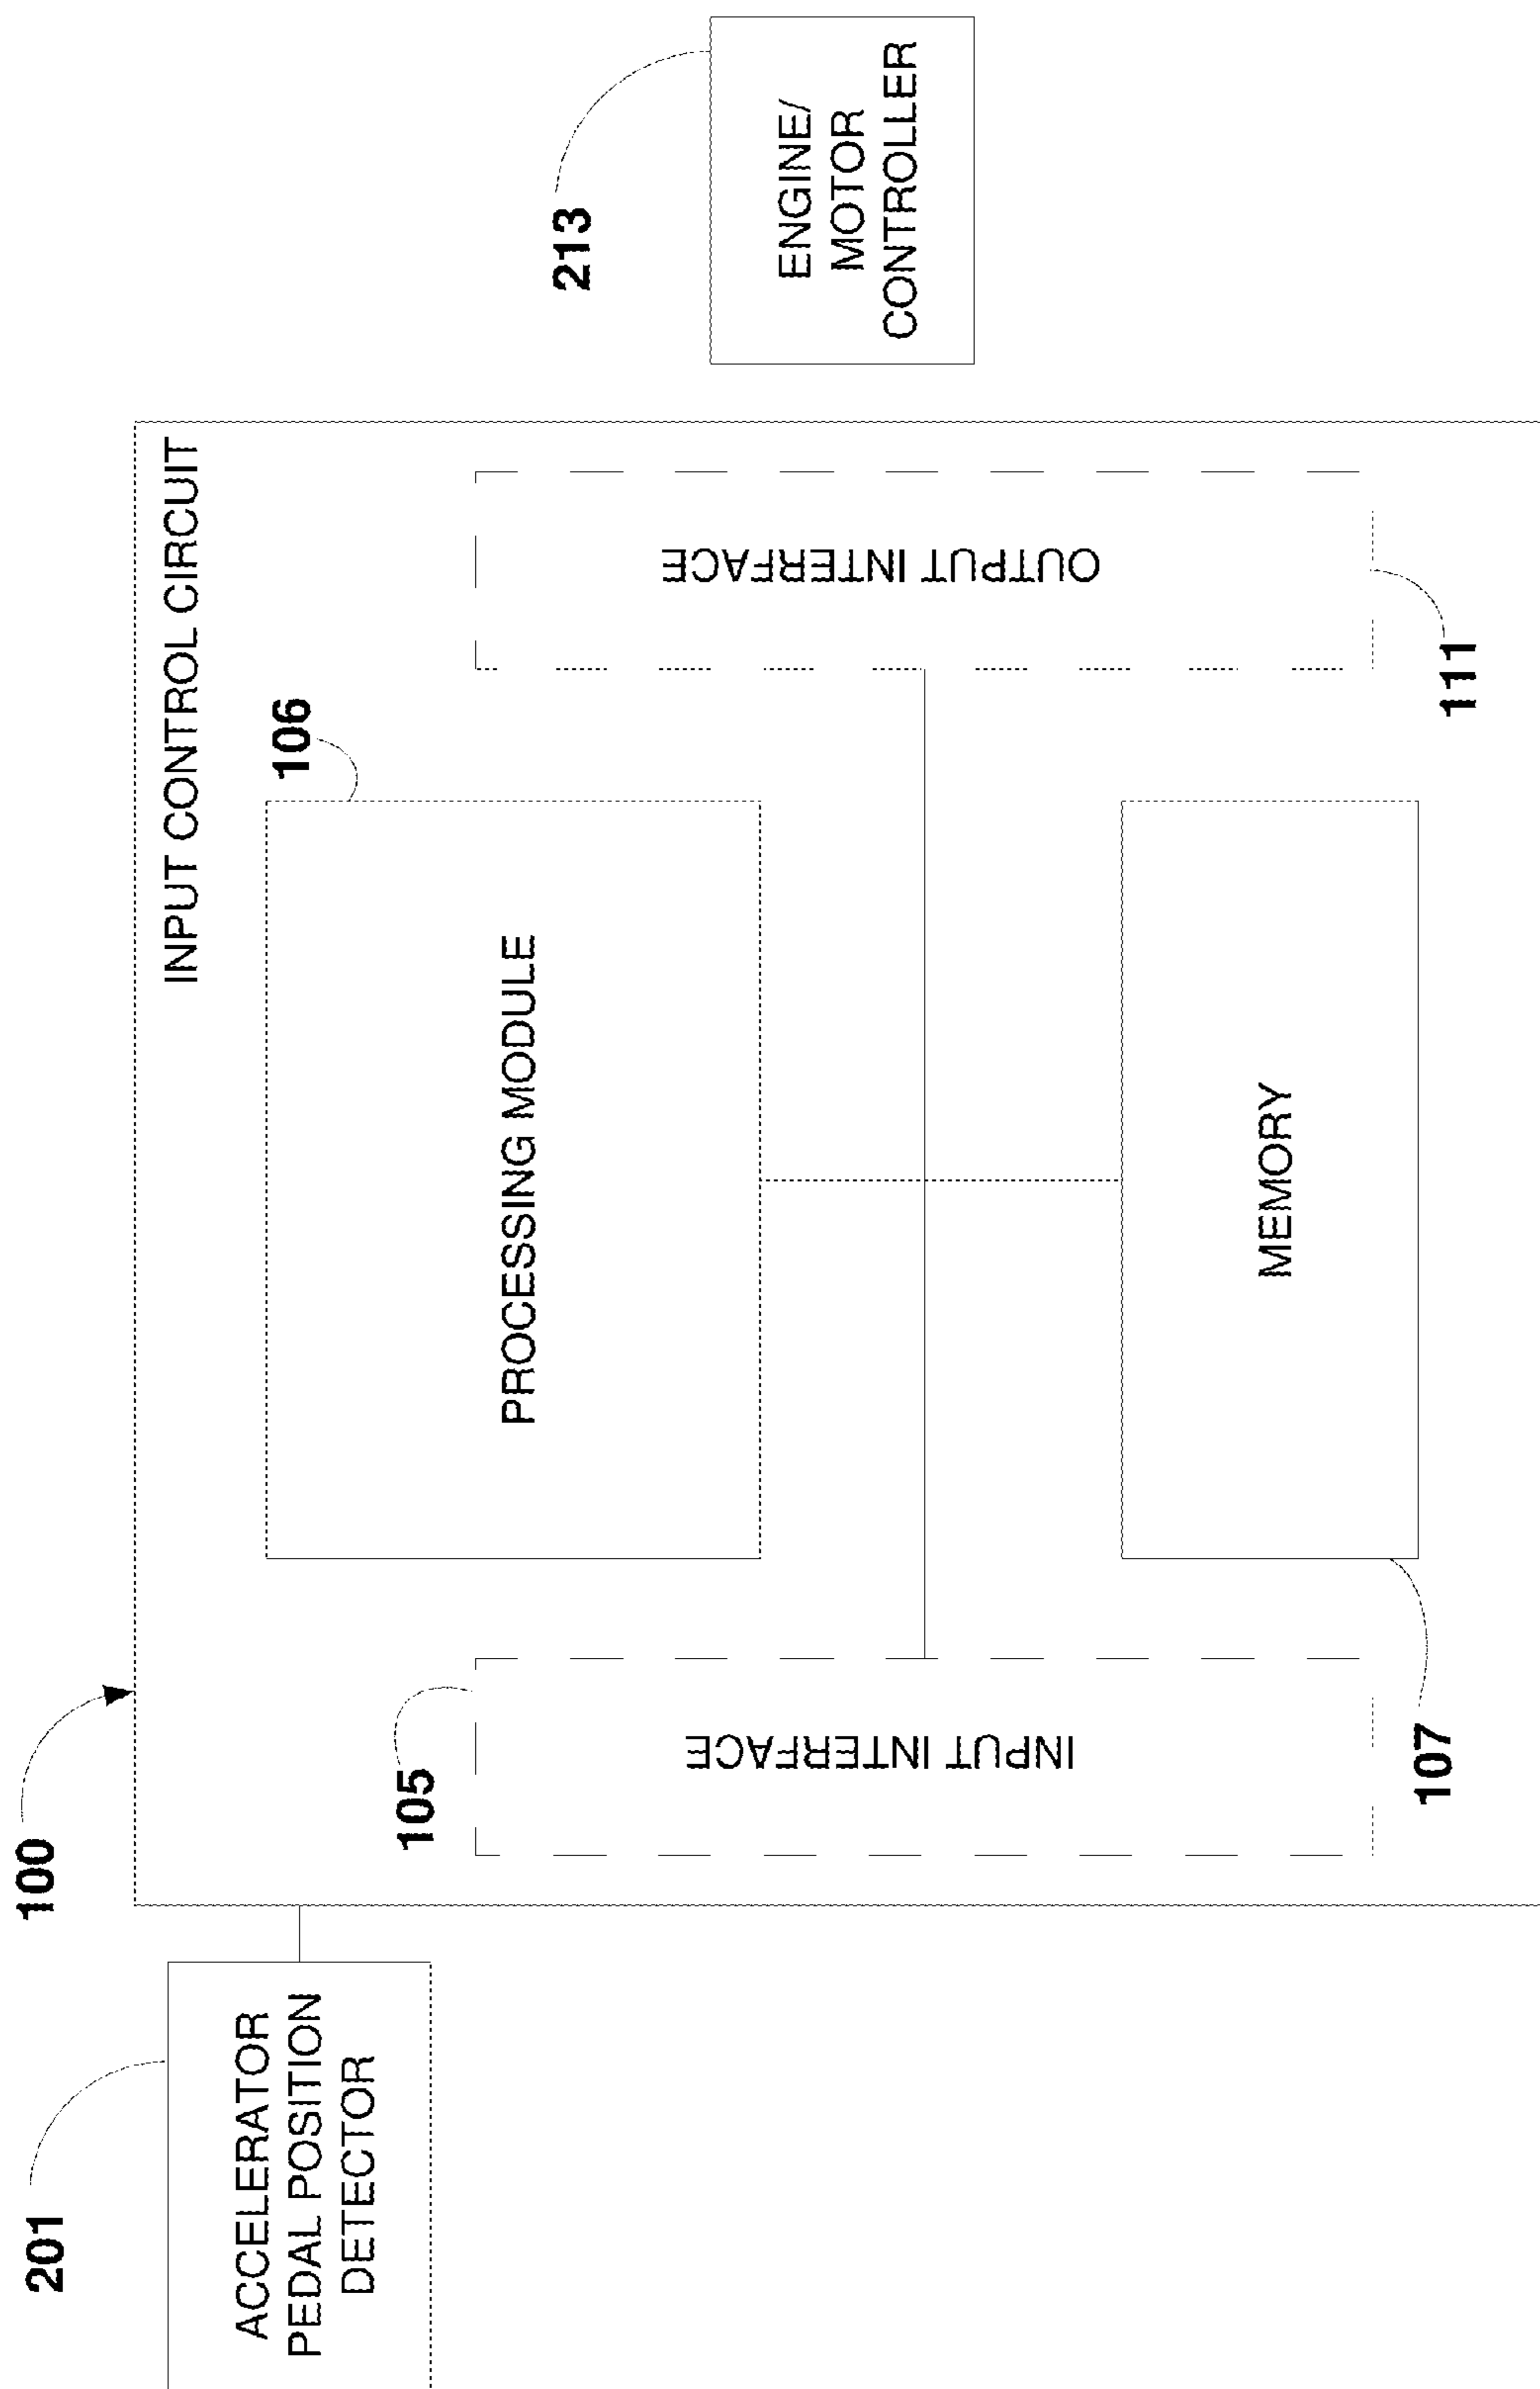 100
INPUT CONTROL CIRCUIT
201
ACCELERATOR
PEDAL POSITION
DETECTOR
105
INPUT INTERFACE
106
PROCESSING MODULE
107
MEMORY
OUTPUT INTERFACE
111
213
ENGINE/
MOTOR
CONTROLLER